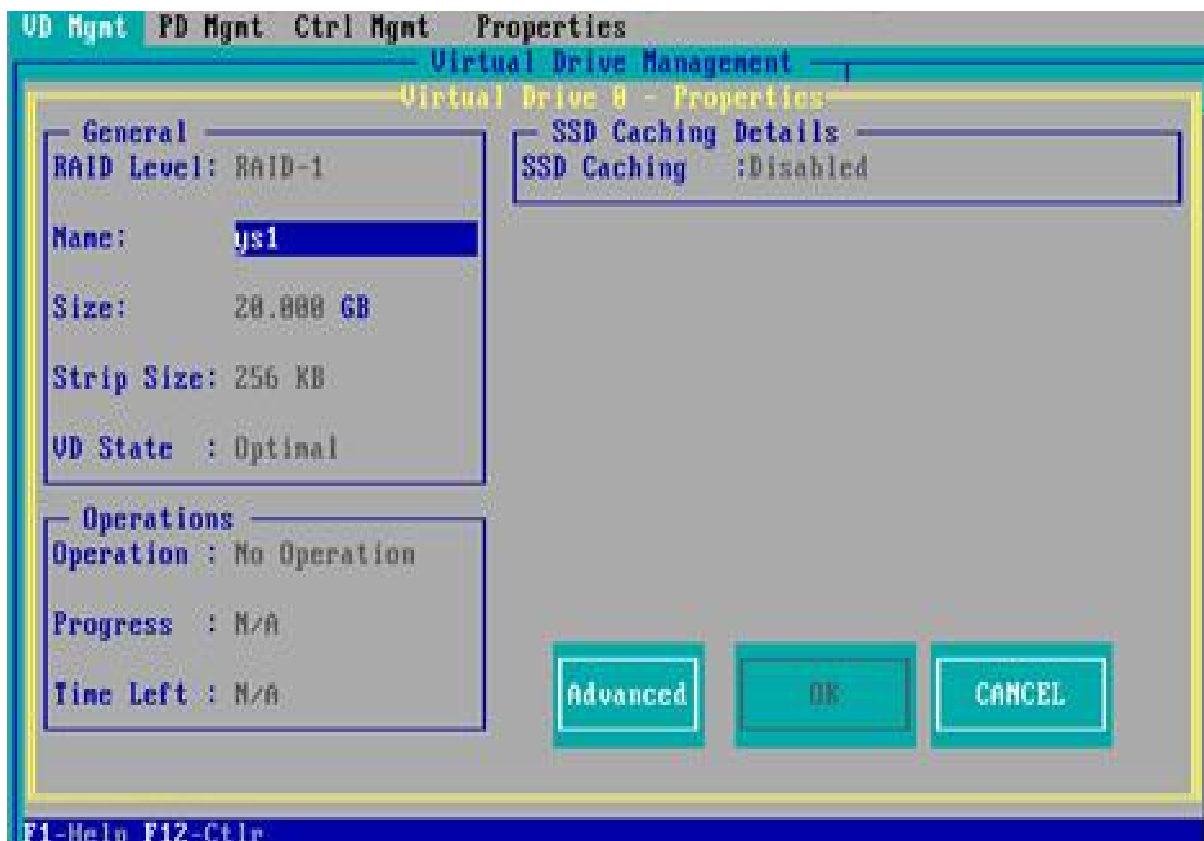 VD Mgmt PD Mgmt Ctrl Mgmt Properties
Virtual Drive Management
Virtual Drive 0 - Properties
General
RAID Level: RAID-1
Name: ys1
Size: 20.000 GB
Strip Size: 256 KB
VD State : Optimal
Operations
Operation : No Operation
Progress : N/A
Time Left : N/A
SSD Caching Details
SSD Caching :Disabled
Advanced
OK
CANCEL
F1-Help F12-Ctlr